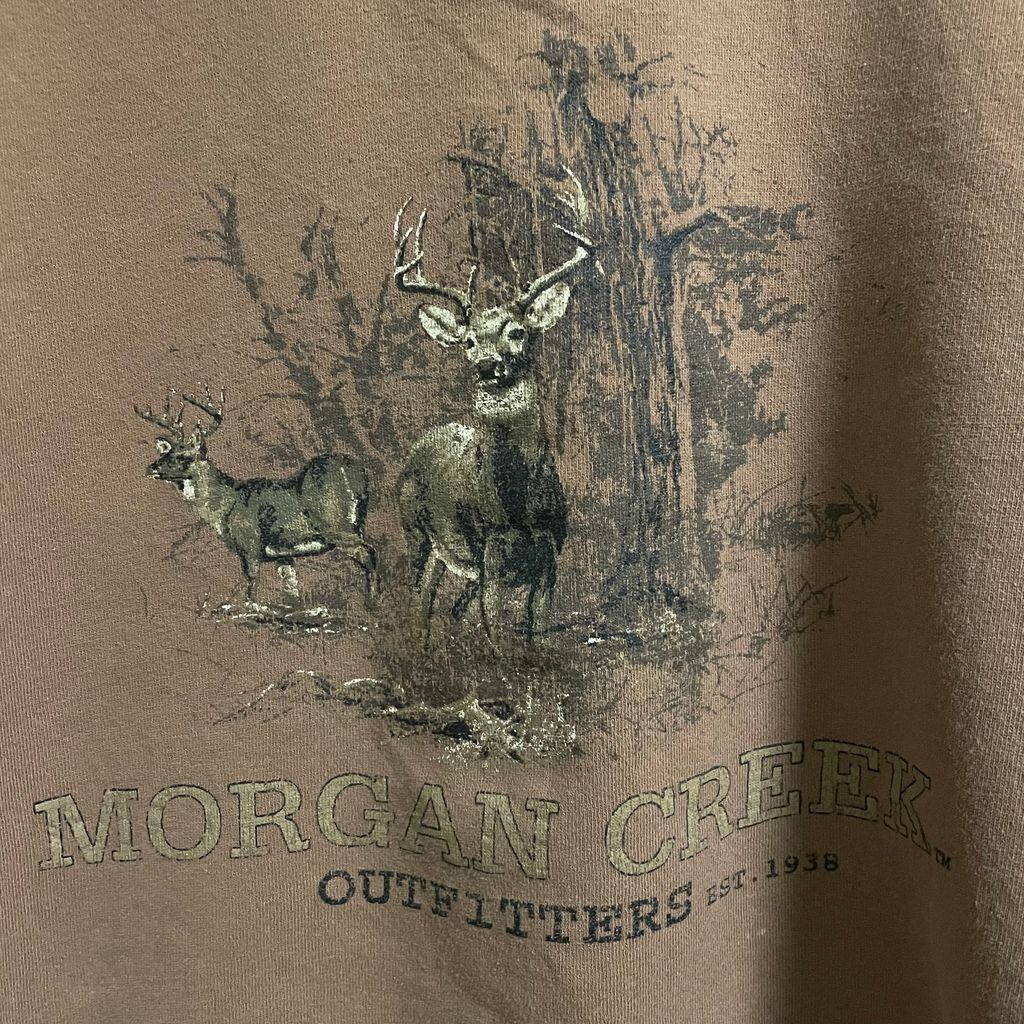 MORGAN CREEK™
OUTFITTERS EST. 1938